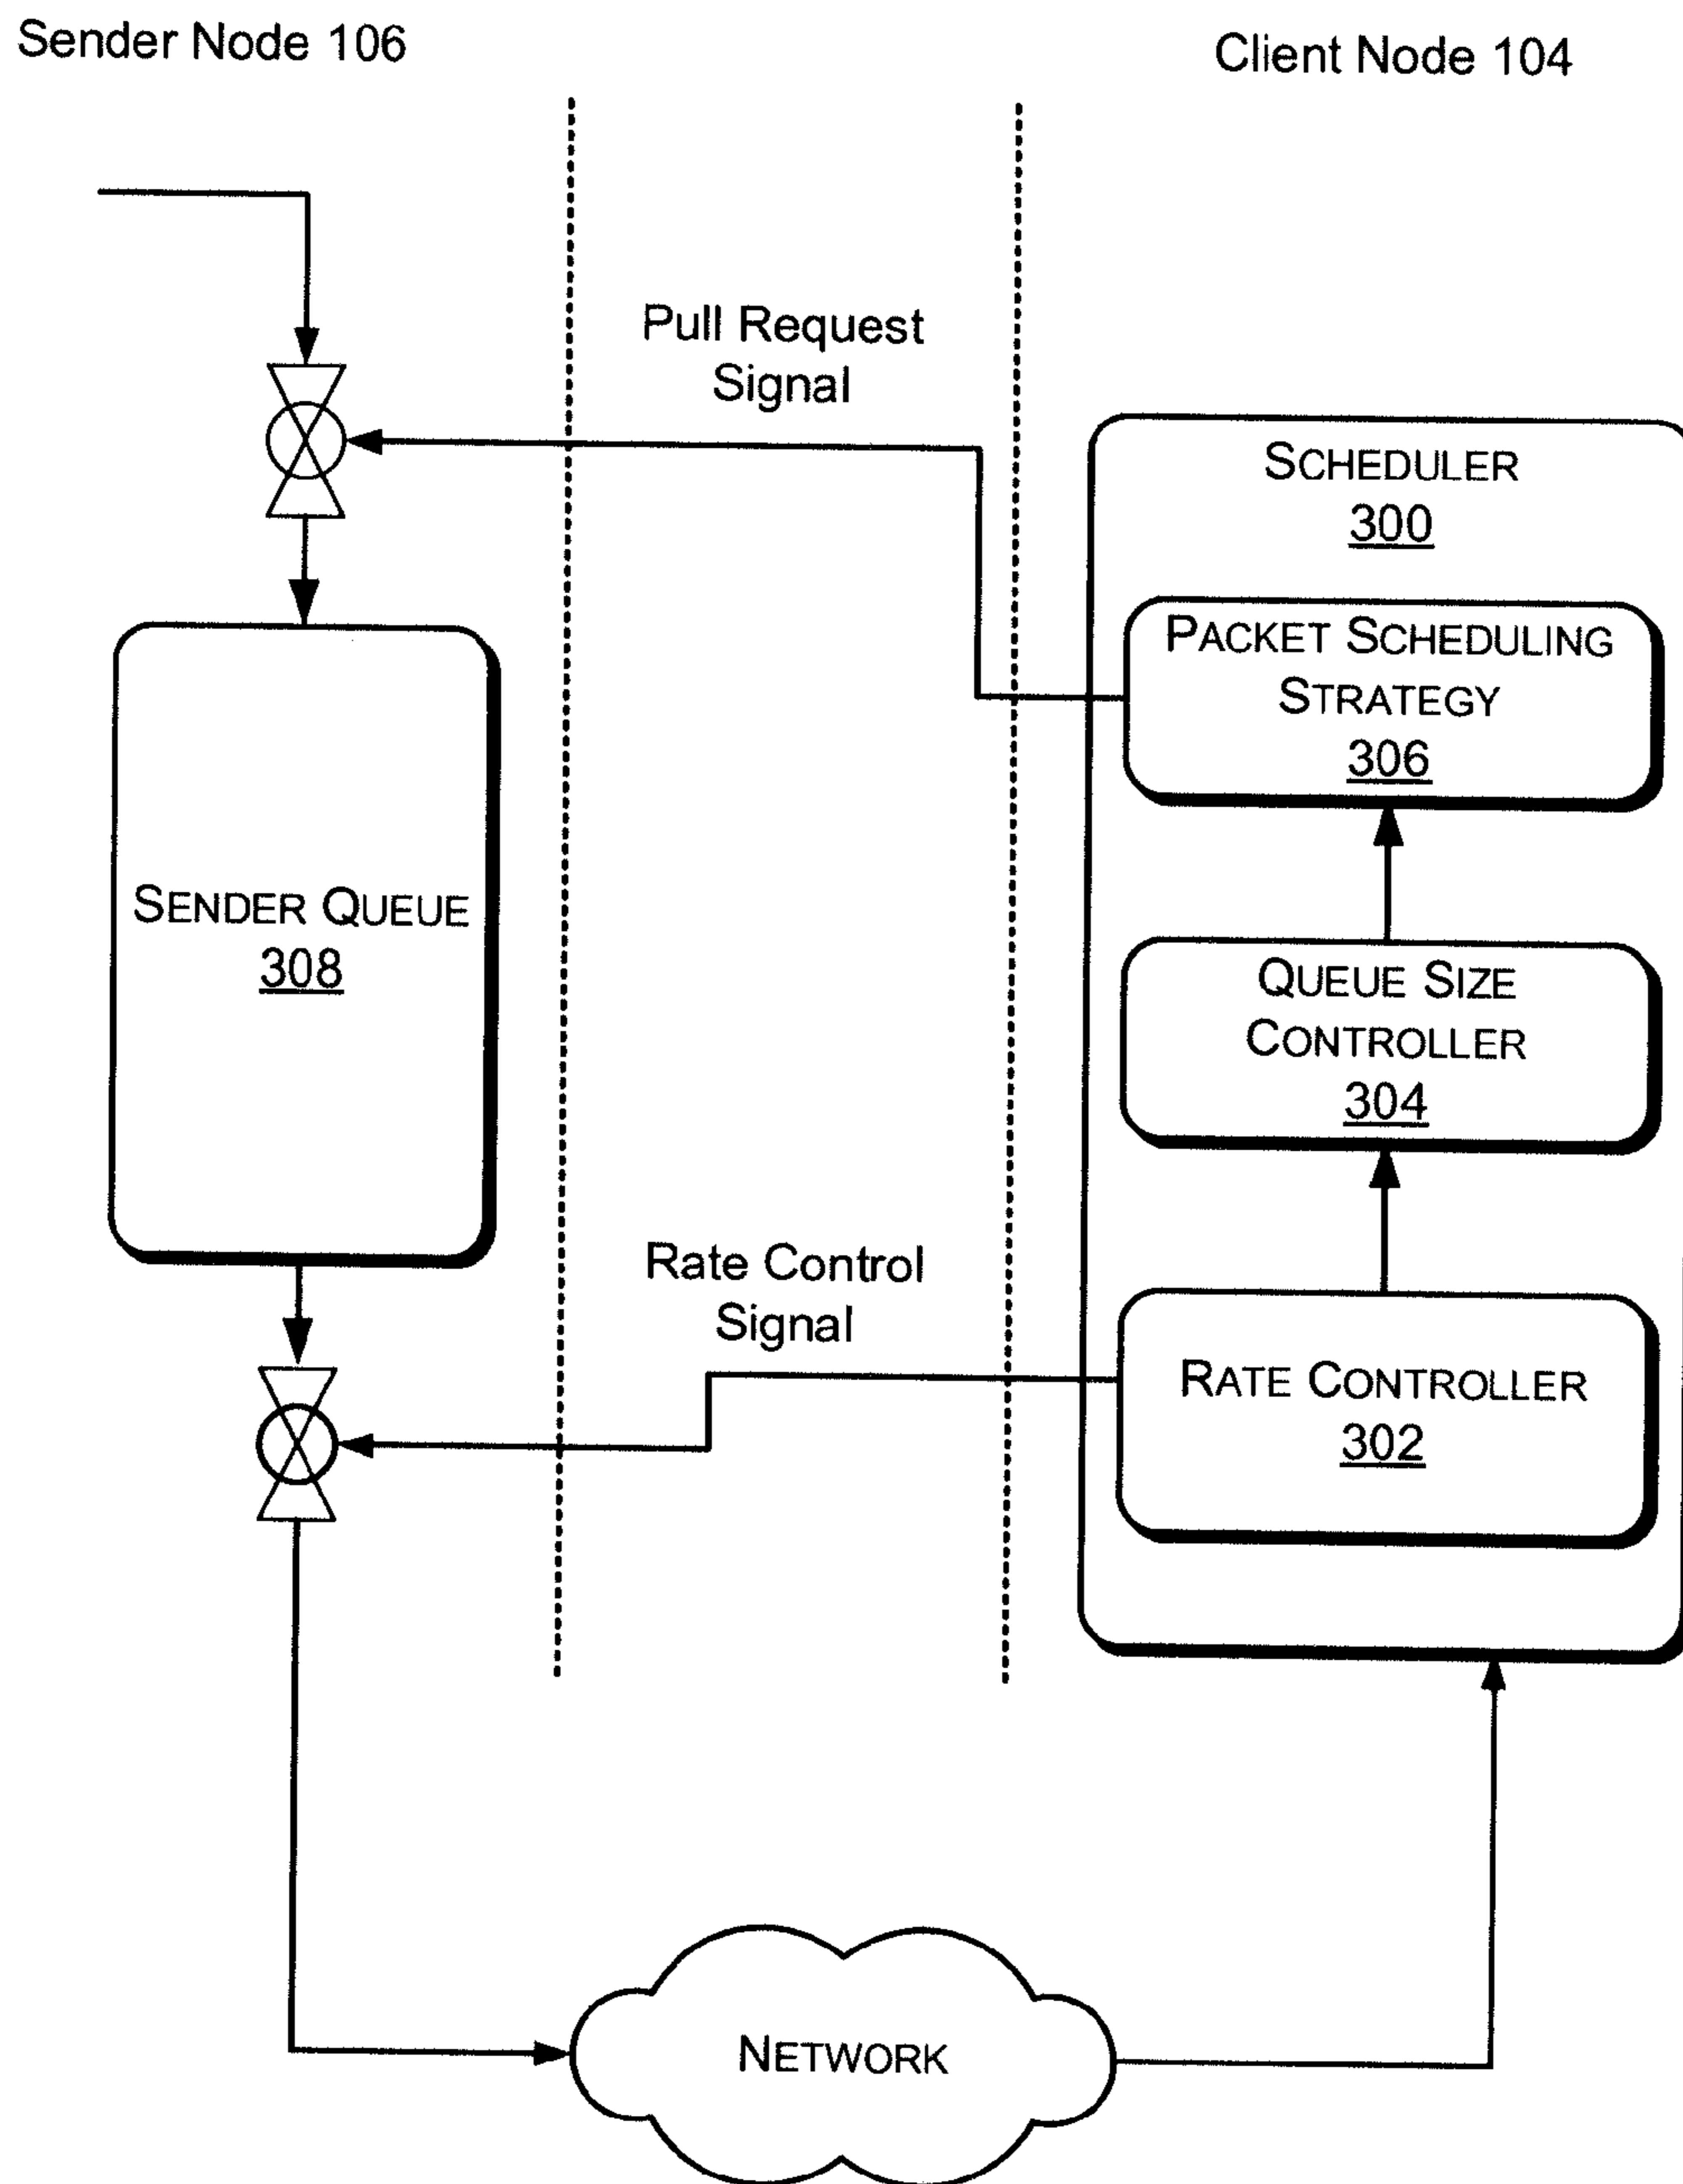 Sender Node 106
Client Node 104
Pull Request
Signal
SCHEDULER
300
PACKET SCHEDULING
STRATEGY
306
SENDER QUEUE
308
QUEUE SIZE
CONTROLLER
304
Rate Control
Signal
RATE CONTROLLER
302
NETWORK